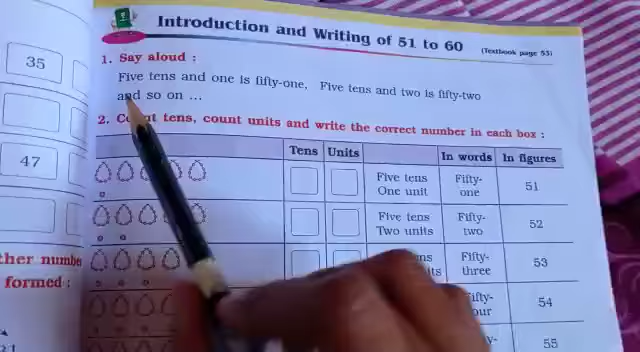 Introduction and Writing of 51 to 60
(Textbook page 53)
1. Say aloud :
Five tens and one is fifty-one, Five tens and two is fifty-two
and so on ...
2. Count tens, count units and write the correct number in each box :
Tens Units In words In figures
Five tens One unit Fifty-one 51
Five tens Two units Fifty-two 52
Fifty-three 53
54
55
35
47
formed :